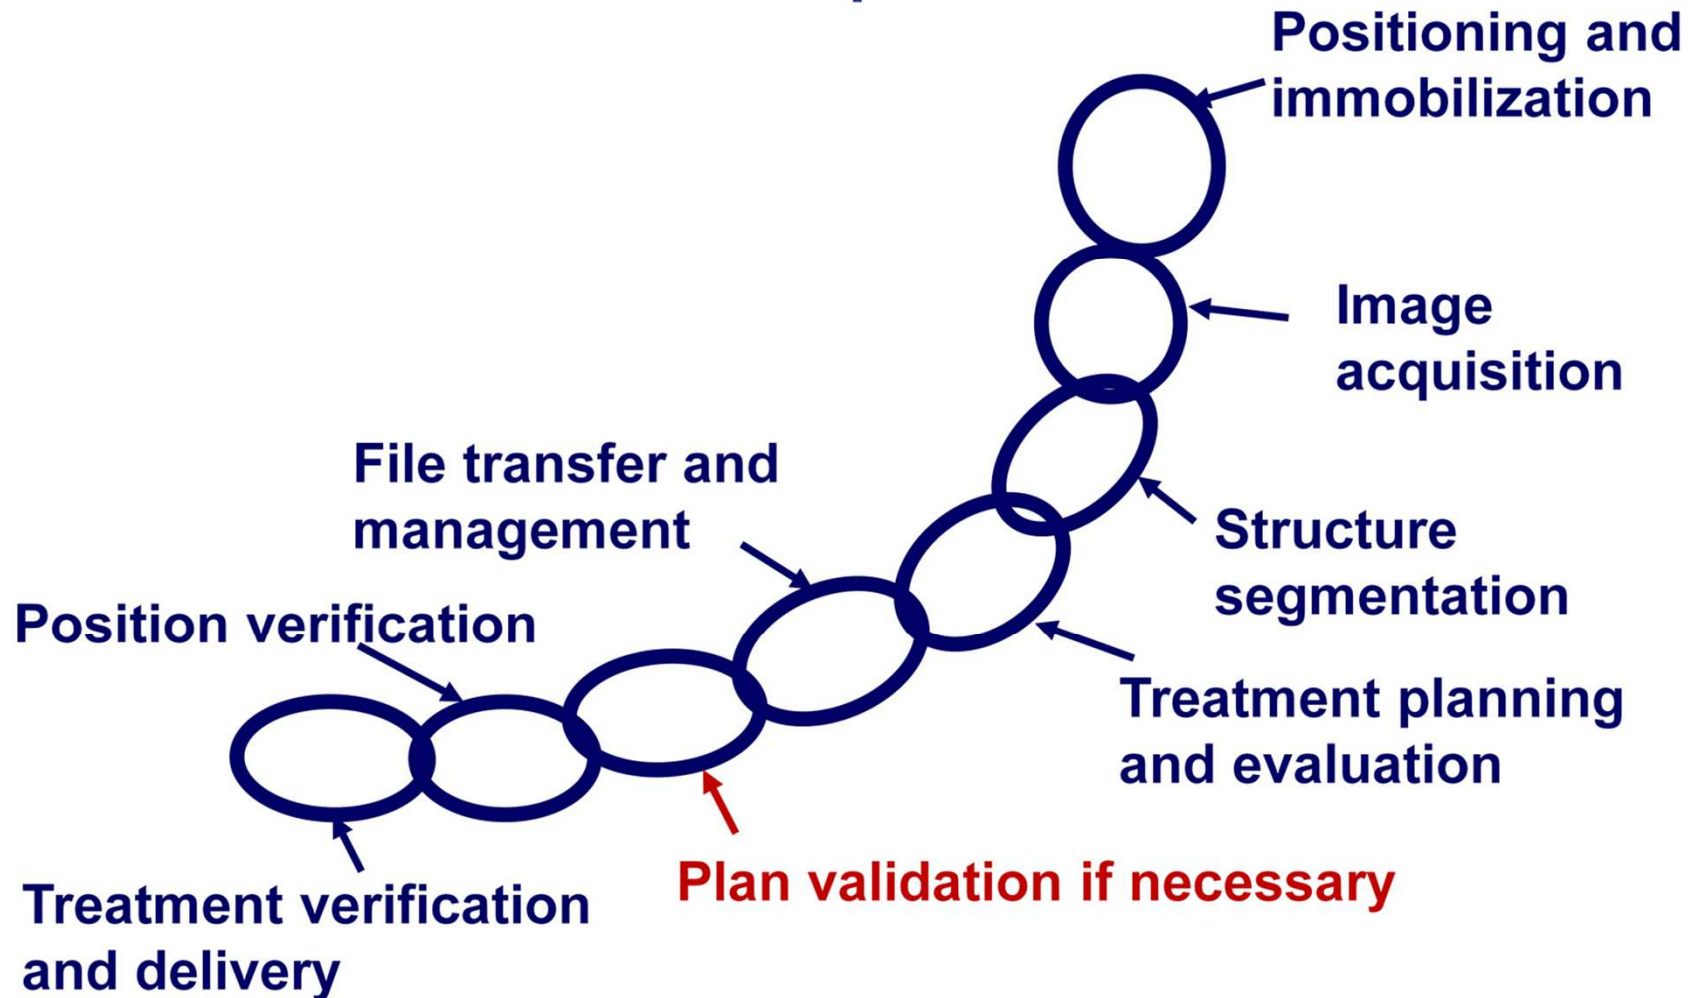 Positioning and
immobilization
Image
acquisition
File transfer and
management
Structure
segmentation
Position verification
Treatment planning
and evaluation
Plan validation if necessary
Treatment verification
and delivery